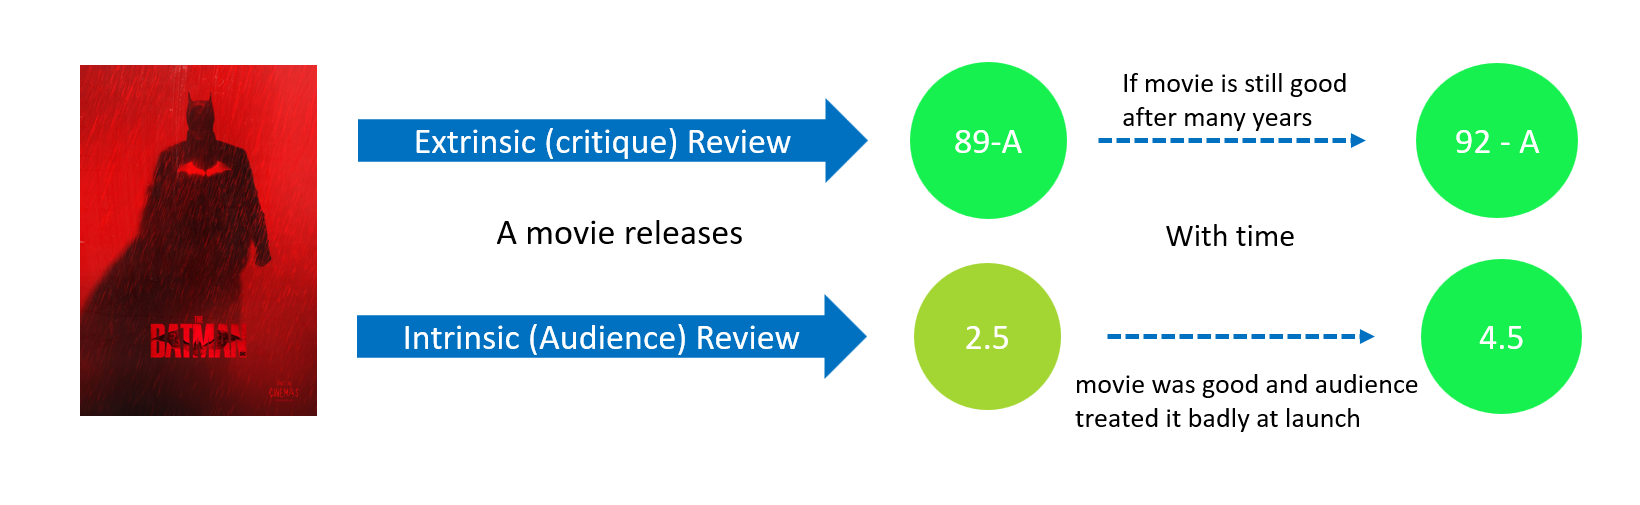 If movie is still good
after many years
Extrinsic (critique) Review
89-A
92 - A
A movie releases
With time
THE
BATMAN
Intrinsic (Audience) Review
2.5
4.5
movie was good and audience
treated it badly at launch
CINEMAS